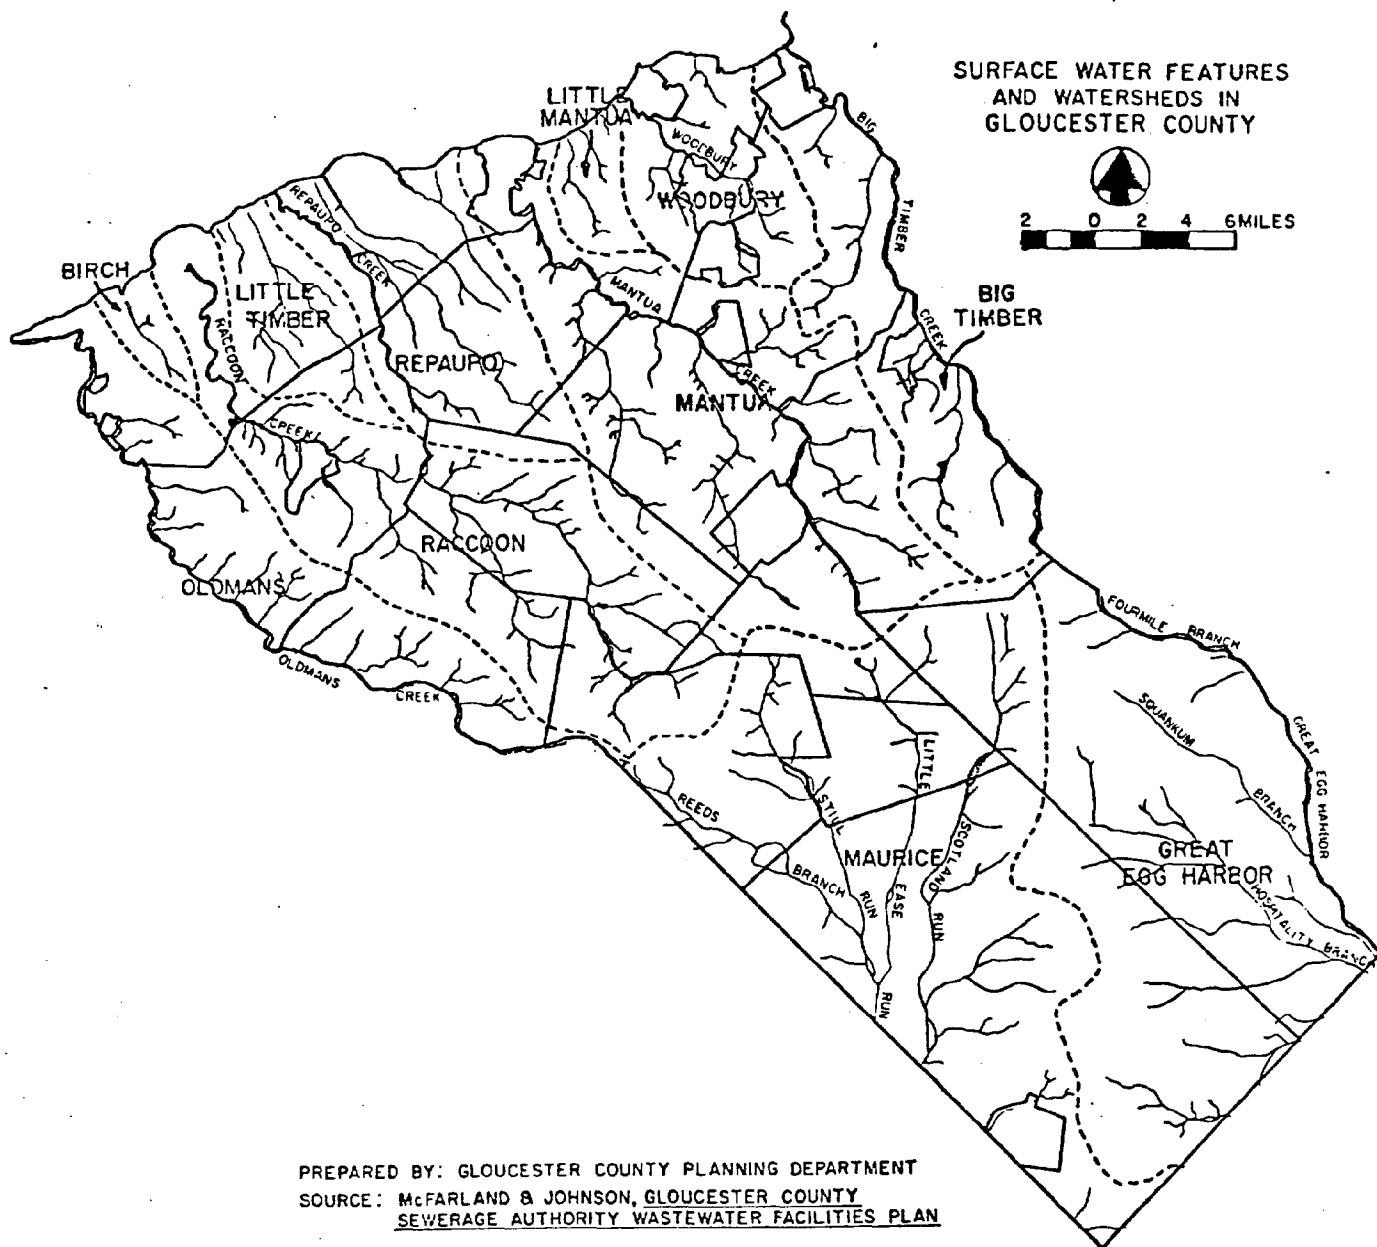 SURFACE WATER FEATURES
AND WATERSHEDS IN
GLOUCESTER COUNTY
2 0 2 4 6 MILES
LITTLE
MANTUA
WOODBURY
WOODBURY
BIG
TIMBER
CREEK
BIG
TIMBER
REPAUPO
CREEK
BIRCH
LITTLE
TIMBER
RACCOON
CREEK
REPAUPO
MANTUA
CREEK
MANTUA
RACCOON
OLDMANS
OLDMANS
CREEK
FOURMILE BRANCH
SQUANKUM
BRANCH
GREAT EGG HARBOR
REEDS
BRANCH
STILL
RUN
LITTLE
EASE
RUN
SCOTLAND
RUN
MAURICE
GREAT
EGG HARBOR
HOSPITALITY BRANCH
PREPARED BY: GLOUCESTER COUNTY PLANNING DEPARTMENT
SOURCE: McFARLAND & JOHNSON, GLOUCESTER COUNTY
SEWERAGE AUTHORITY WASTEWATER FACILITIES PLAN